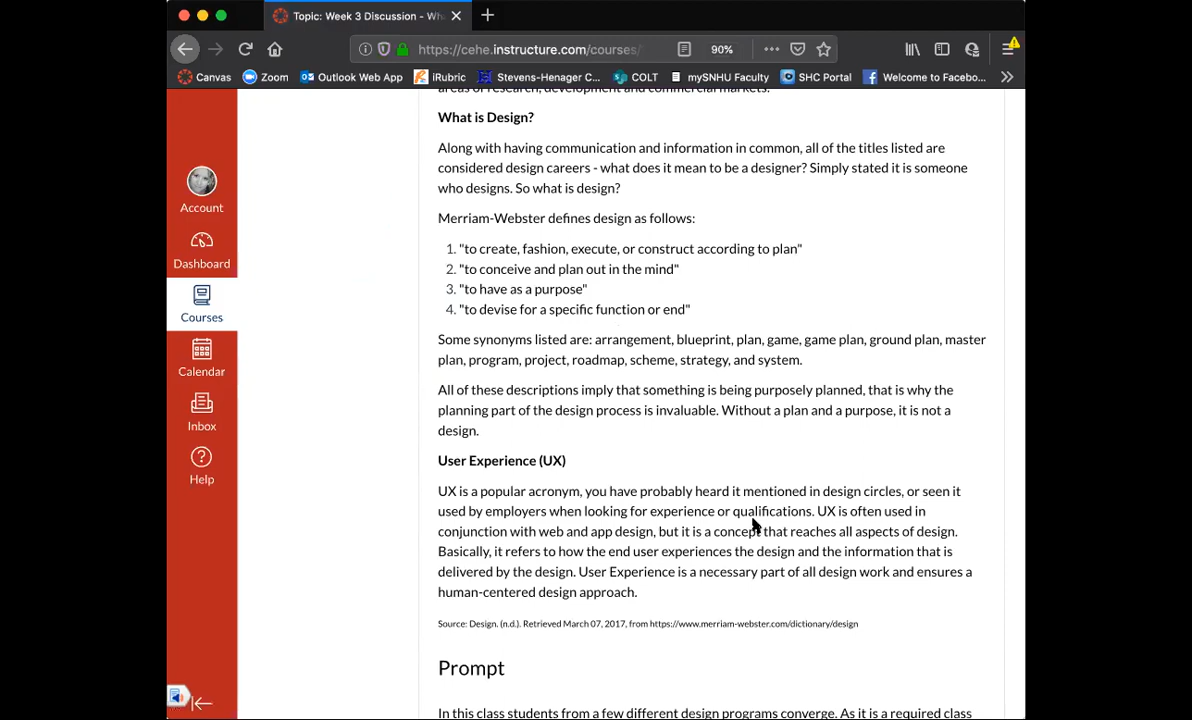 Topic: Week 3 Discussion - Wh
https://cehe.instructure.com/courses/
90%
Canvas
Zoom
Outlook Web App
iRubric
Stevens-Henager C...
COLT
mySNHU Faculty
SHC Portal
Welcome to Facebo...
Account
Dashboard
Courses
Calendar
Inbox
Help
areas of research, development and commercial markets.
What is Design?
Along with having communication and information in common, all of the titles listed are
considered design careers - what does it mean to be a designer? Simply stated it is someone
who designs. So what is design?
Merriam-Webster defines design as follows:
1. "to create, fashion, execute, or construct according to plan"
2. "to conceive and plan out in the mind"
3. "to have as a purpose"
4. "to devise for a specific function or end"
Some synonyms listed are: arrangement, blueprint, plan, game, game plan, ground plan, master
plan, program, project, roadmap, scheme, strategy, and system.
All of these descriptions imply that something is being purposely planned, that is why the
planning part of the design process is invaluable. Without a plan and a purpose, it is not a
design.
User Experience (UX)
UX is a popular acronym, you have probably heard it mentioned in design circles, or seen it
used by employers when looking for experience or qualifications. UX is often used in
conjunction with web and app design, but it is a concept that reaches all aspects of design.
Basically, it refers to how the end user experiences the design and the information that is
delivered by the design. User Experience is a necessary part of all design work and ensures a
human-centered design approach.
Source: Design. (n.d.). Retrieved March 07, 2017, from https://www.merriam-webster.com/dictionary/design
Prompt
In this class students from a few different design programs converge. As it is a required class